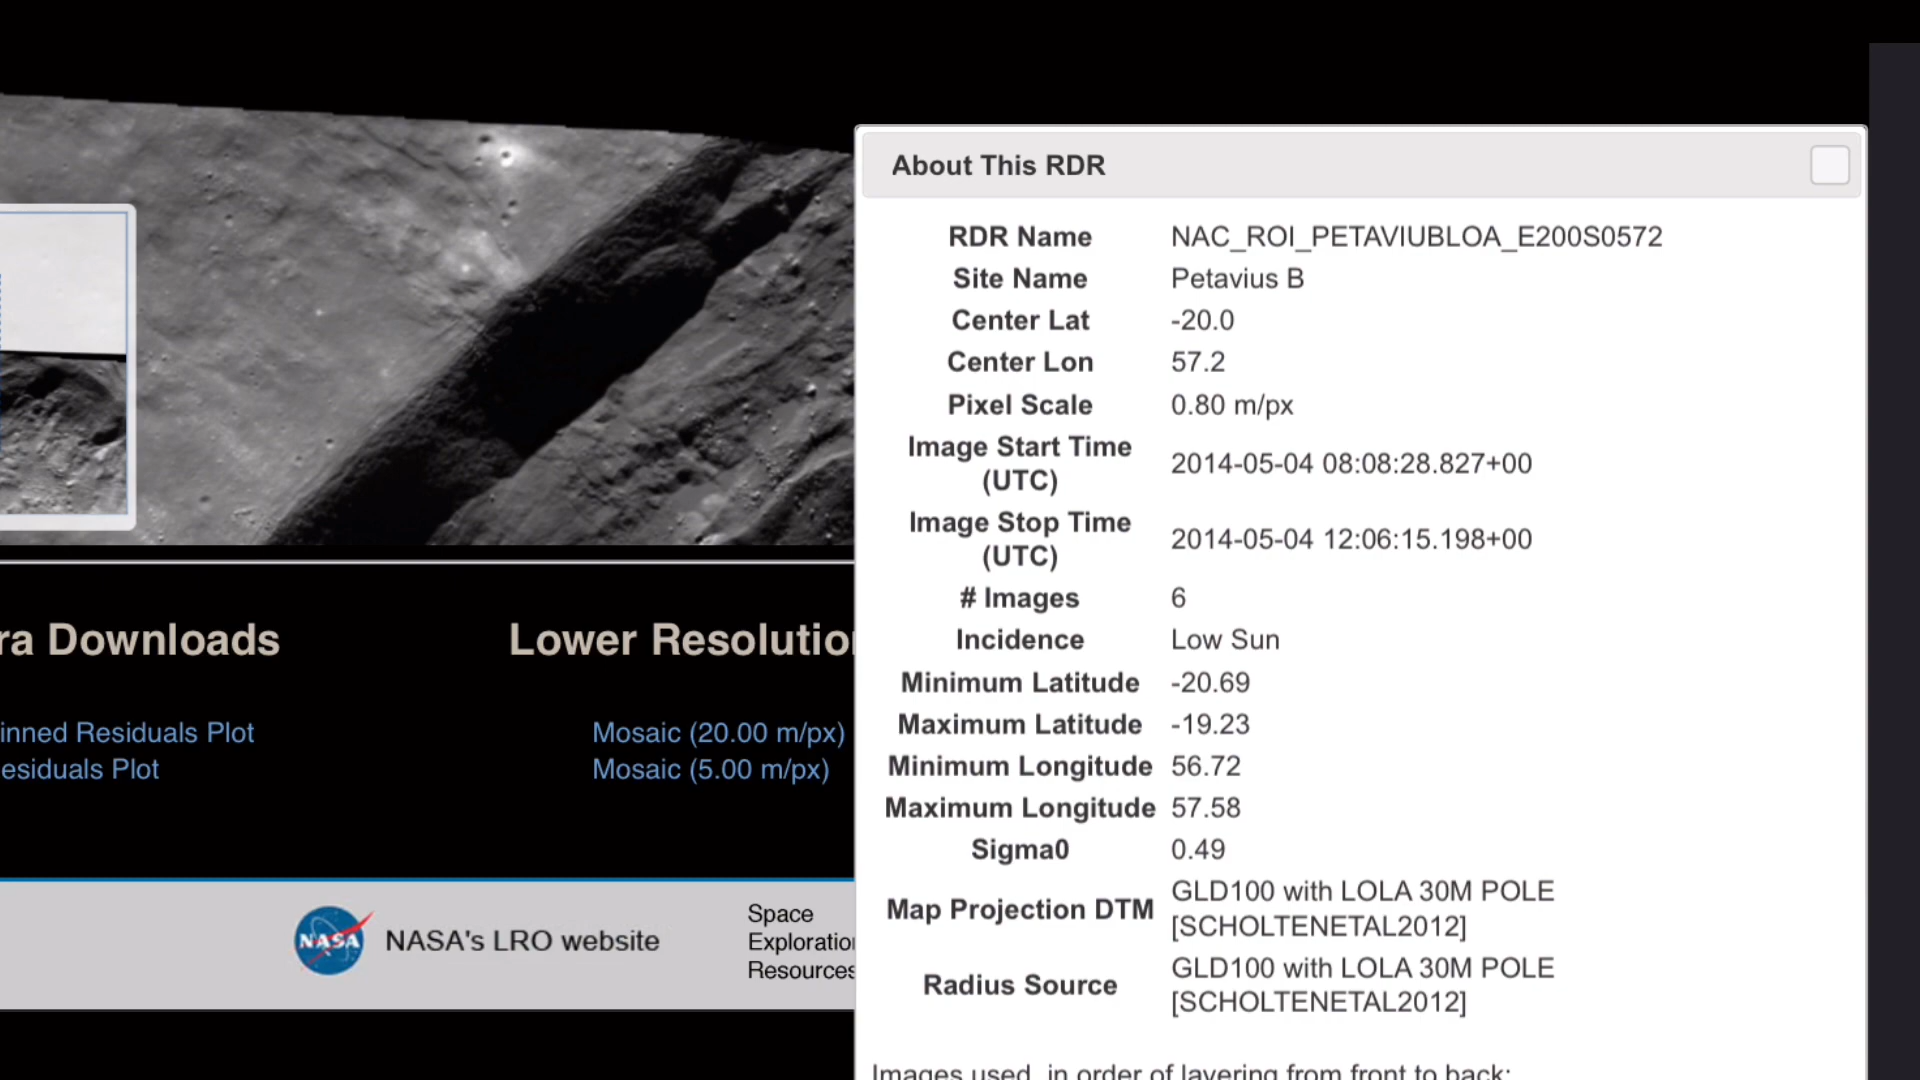 About This RDR
RDR Name NAC_ROI_PETAVIUBLOA_E200S0572
Site Name Petavius B
Center Lat -20.0
Center Lon 57.2
Pixel Scale 0.80 m/px
Image Start Time
(UTC) 2014-05-04 08:08:28.827+00
Image Stop Time
(UTC) 2014-05-04 12:06:15.198+00
# Images 6
Incidence Low Sun
Minimum Latitude -20.69
Maximum Latitude -19.23
Minimum Longitude 56.72
Maximum Longitude 57.58
Sigma0 0.49
Map Projection DTM GLD100 with LOLA 30M POLE
[SCHOLTENETAL2012]
Radius Source GLD100 with LOLA 30M POLE
[SCHOLTENETAL2012]
Images used, in order of layering from front to back:
ra Downloads
inned Residuals Plot
esiduals Plot
Lower Resolution
Mosaic (20.00 m/px)
Mosaic (5.00 m/px)
NASA
NASA's LRO website
Space
Exploration
Resources